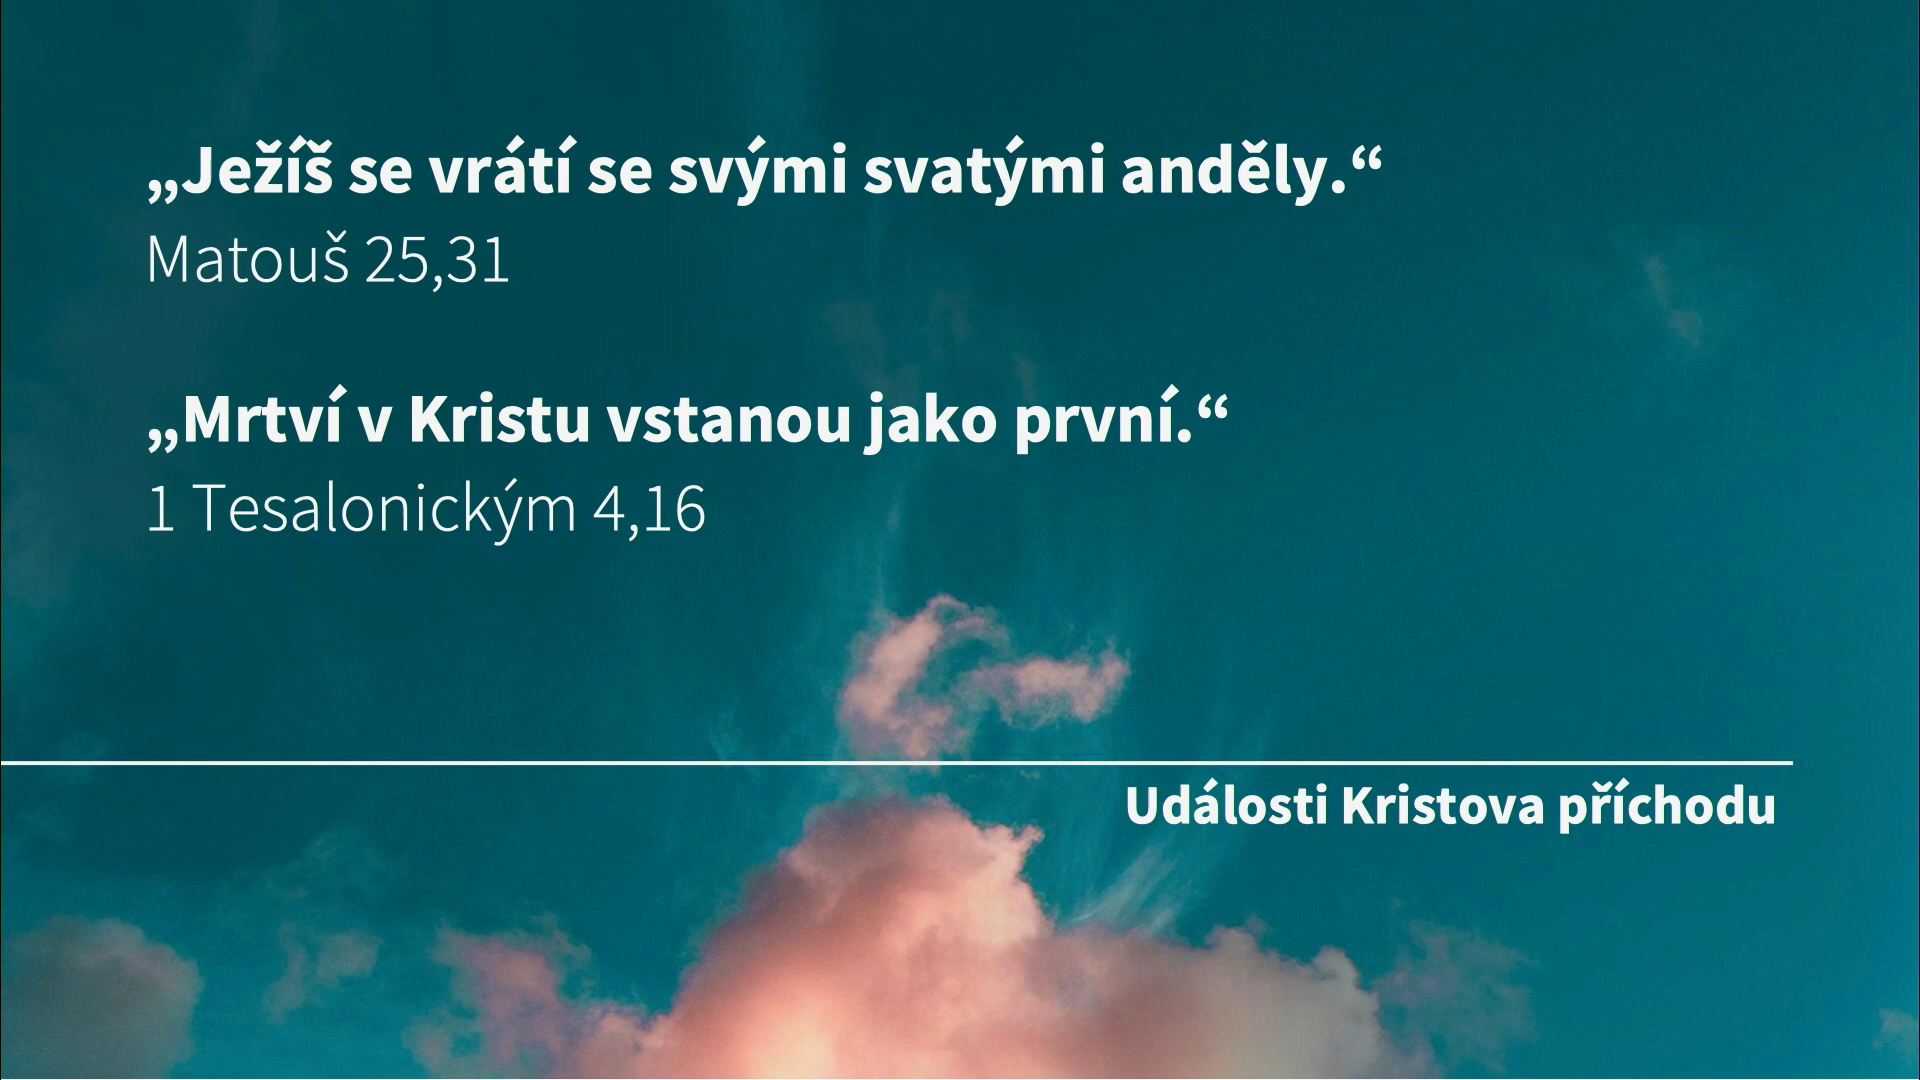 „Ježíš se vrátí se svými svatými anděly.“
Matouš 25,31
„Mrtví v Kristu vstanou jako první.“
1 Tesalonickým 4,16
Události Kristova příchodu